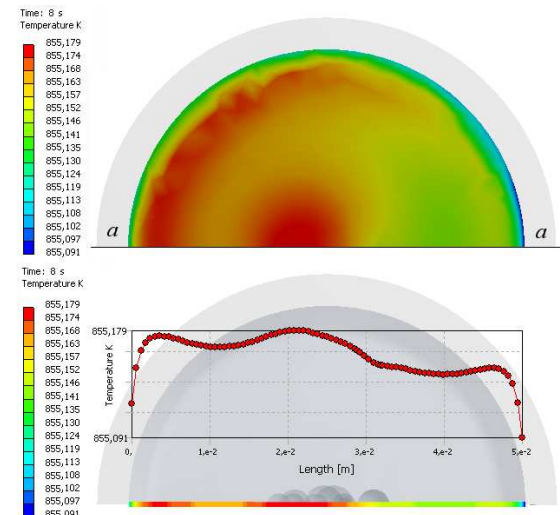 Time: 8 s
Temperature K
855,179
855,174
855,168
855,163
855,157
855,152
855,146
855,141
855,135
855,130
855,124
855,119
855,113
855,108
855,102
855,097
855,091
a
a
Time: 8 s
Temperature K
855,179
855,174
855,168
855,163
855,157
855,152
855,146
855,141
855,135
855,130
855,124
855,119
855,113
855,108
855,102
855,097
855,091
855,179
Temperature K
855,091
0,
1,e-2
2,e-2
3,e-2
4,e-2
5,e-2
Length [m]